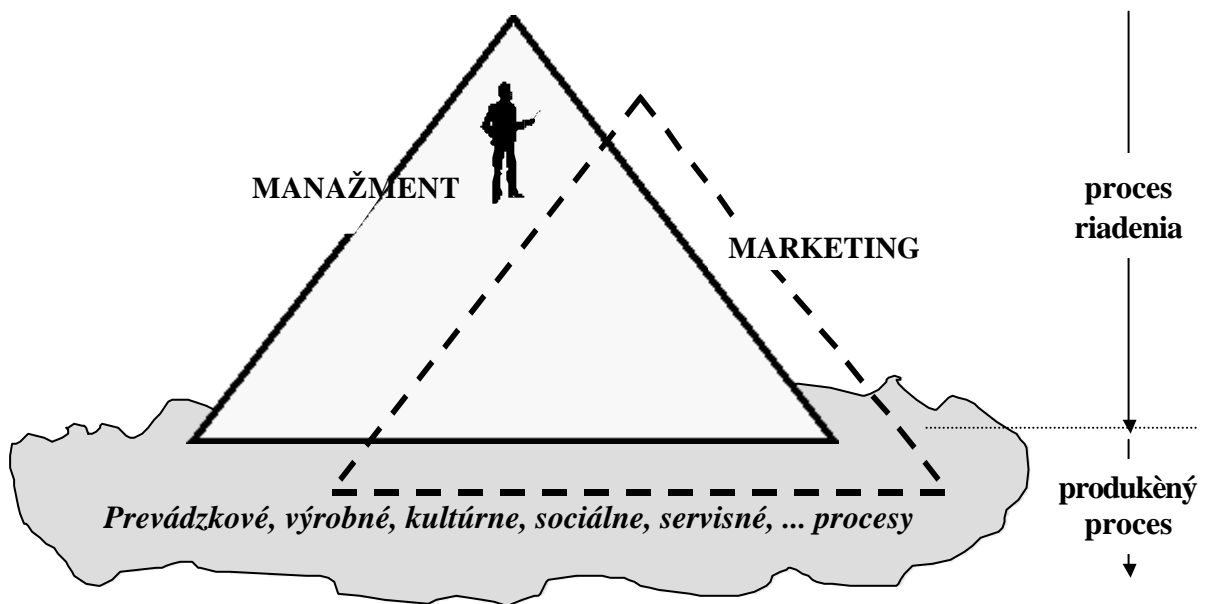 MANAŽMENT
MARKETING
proces
riadenia
produkèný
proces
Prevádzkové, výrobné, kultúrne, sociálne, servisné, ... procesy